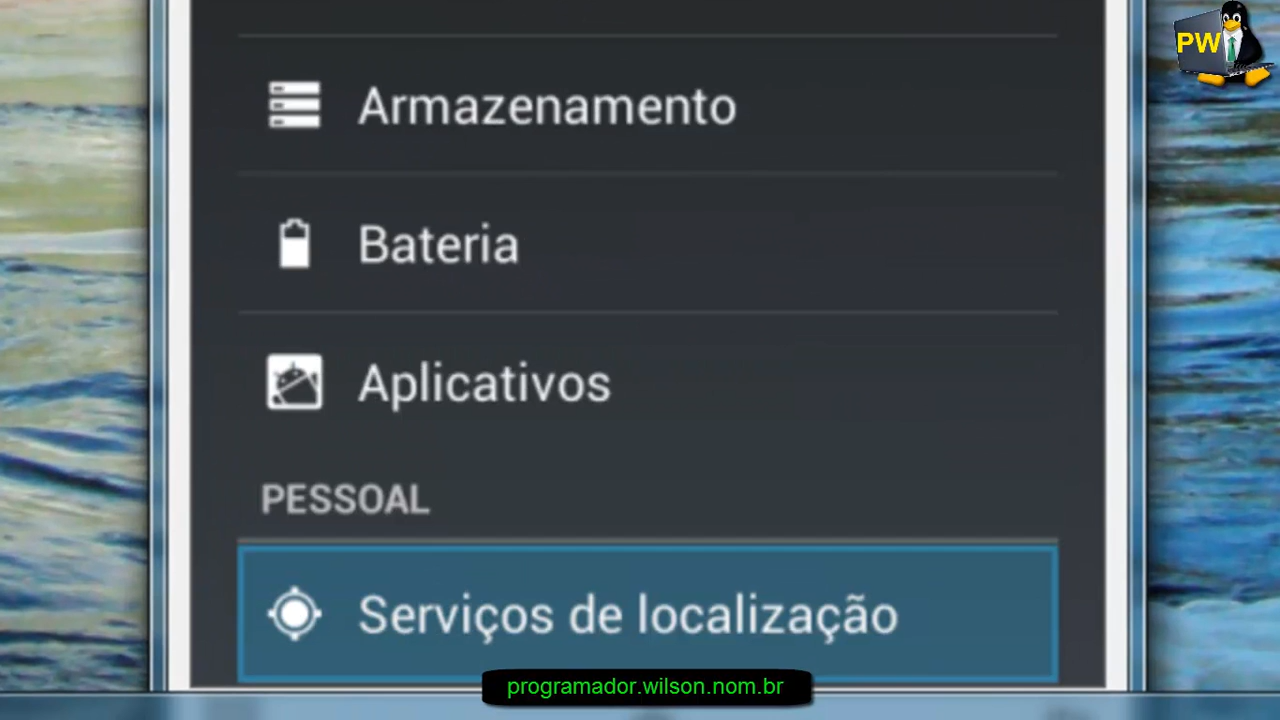 PW
Armazenamento
Bateria
Aplicativos
PESSOAL
Serviços de localização
programador.wilson.nom.br